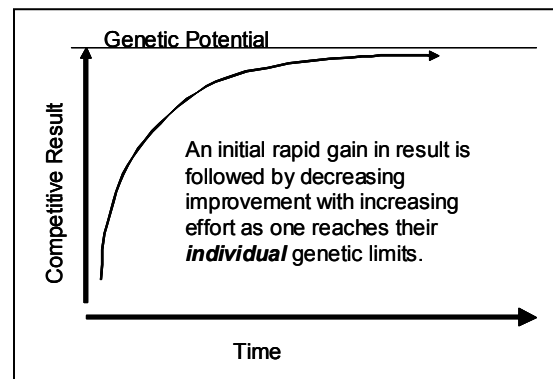 Genetic Potential
Competitive Result
An initial rapid gain in result is
followed by decreasing
improvement with increasing
effort as one reaches their
individual genetic limits.
Time